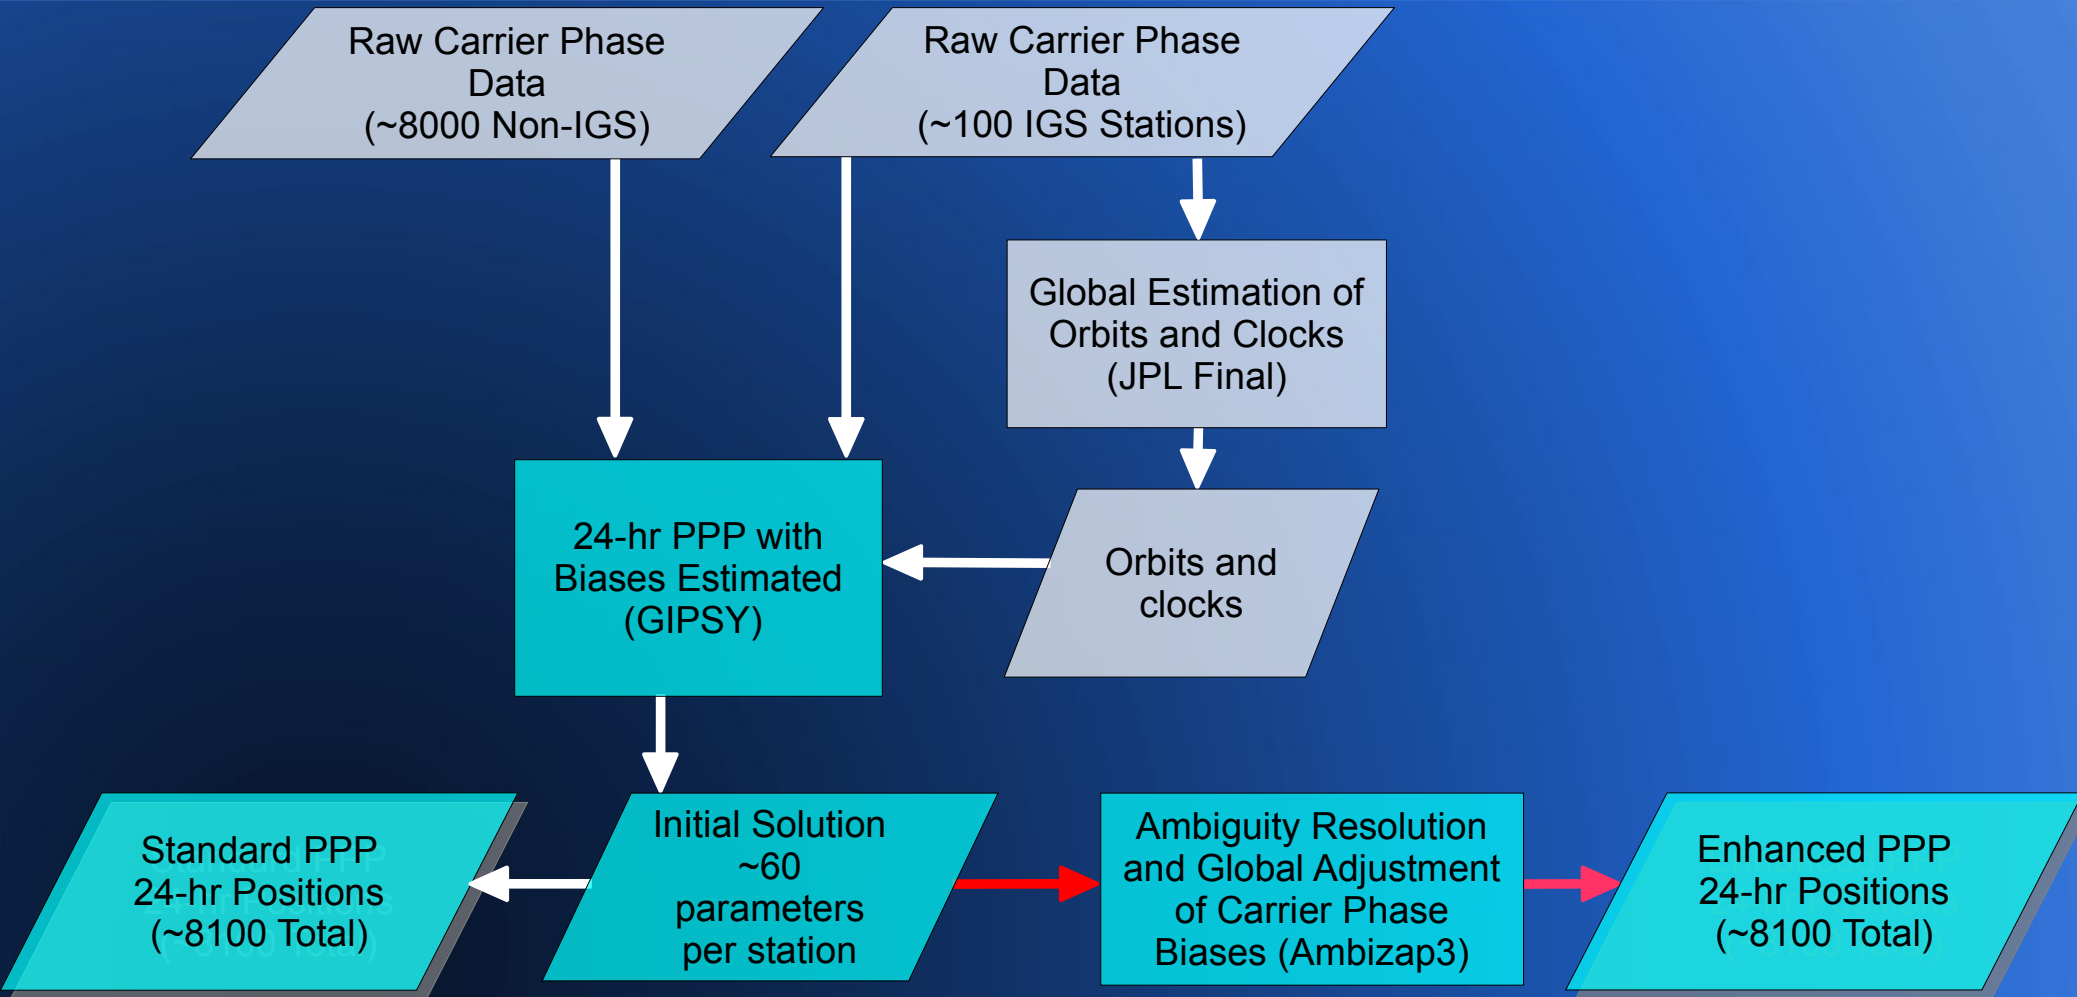 Raw Carrier Phase
Data
(~8000 Non-IGS)
Raw Carrier Phase
Data
(~100 IGS Stations)
Global Estimation of
Orbits and Clocks
(JPL Final)
24-hr PPP with
Biases Estimated
(GIPSY)
Orbits and
clocks
Standard PPP
24-hr Positions
(~8100 Total)
Initial Solution
~60
parameters
per station
Ambiguity Resolution
and Global Adjustment
of Carrier Phase
Biases (Ambizap3)
Enhanced PPP
24-hr Positions
(~8100 Total)